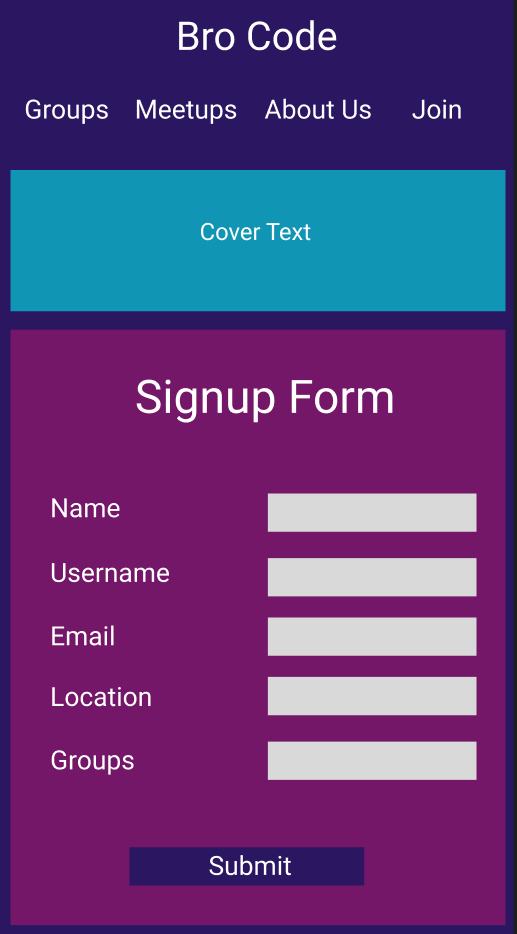 Bro Code
Groups Meetups About Us Join
Cover Text
Signup Form
Name
Username
Email
Location
Groups
Submit